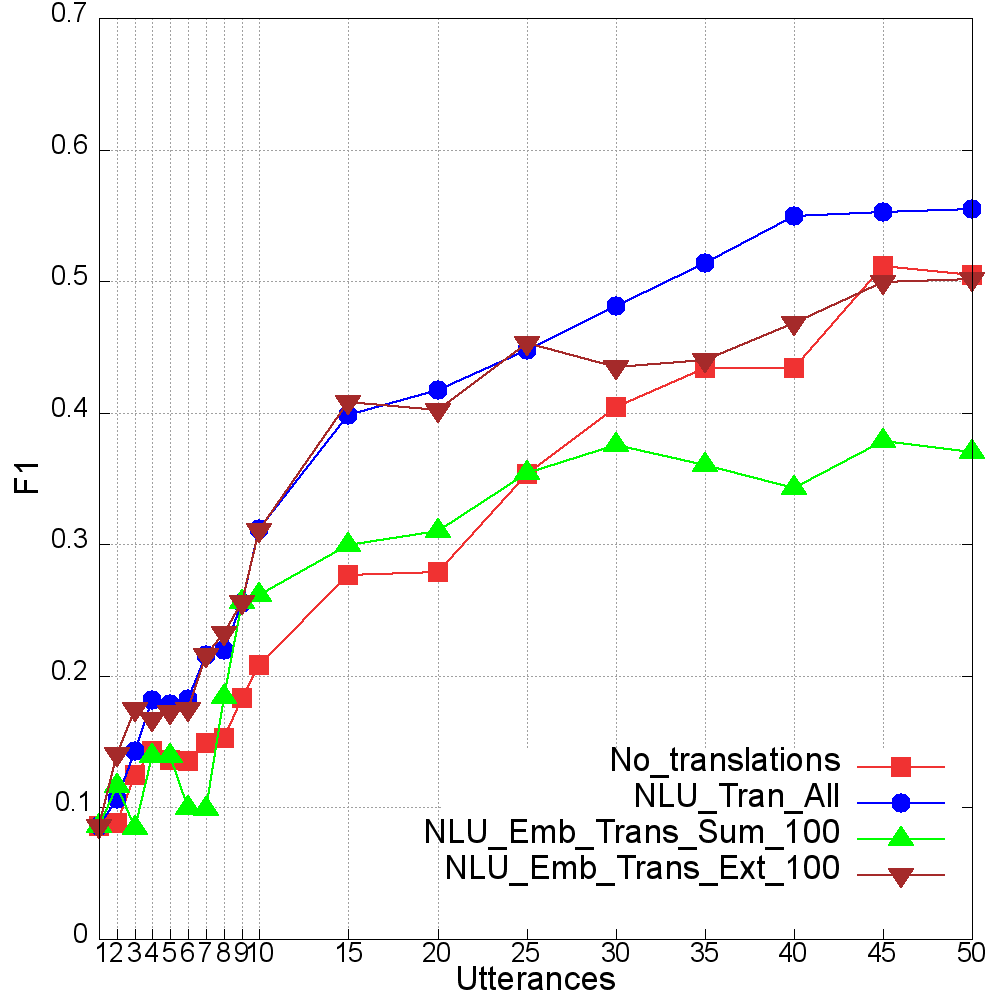 0.7
0.6
0.5
0.4
0.3
0.2
0.1
0
F1
No_translations
NLU_Tran_All
NLU_Emb_Trans_Sum_100
NLU_Emb_Trans_Ext_100
1 2 3 4 5 6 7 8 9 10 15 20 25 30 35 40 45 50
Utterances